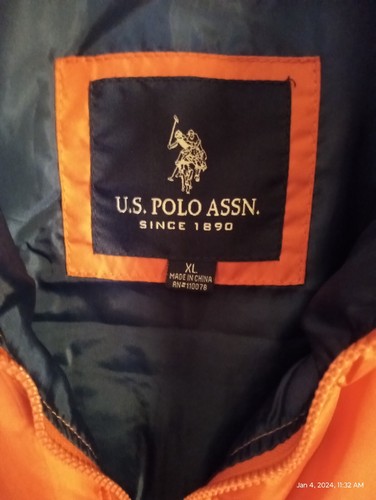 U.S. POLO ASSN.
SINCE 1890
XL
MADE IN CHINA
RN#110078
Jan 4, 2024, 11:32 AM